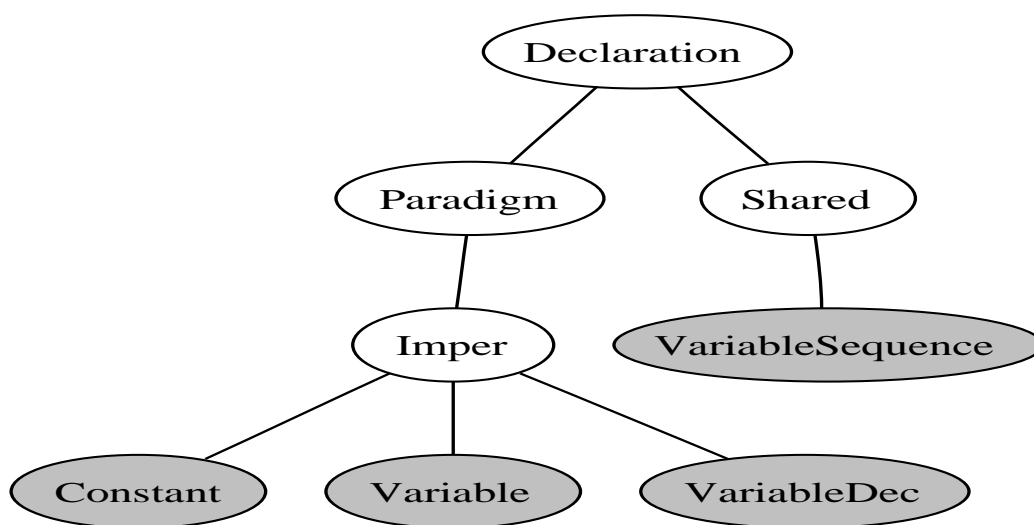 Declaration
Paradigm
Shared
Imper
VariableSequence
Constant
Variable
VariableDec